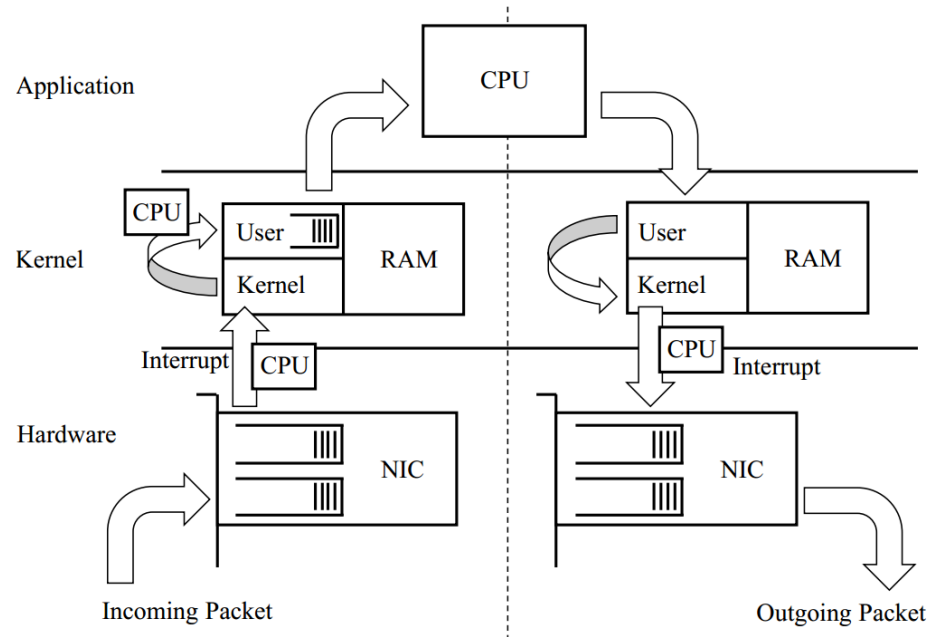 Application
CPU
Kernel
CPU
User
Kernel
RAM
User
Kernel
RAM
Interrupt
CPU
CPU
Interrupt
Hardware
NIC
NIC
Incoming Packet
Outgoing Packet